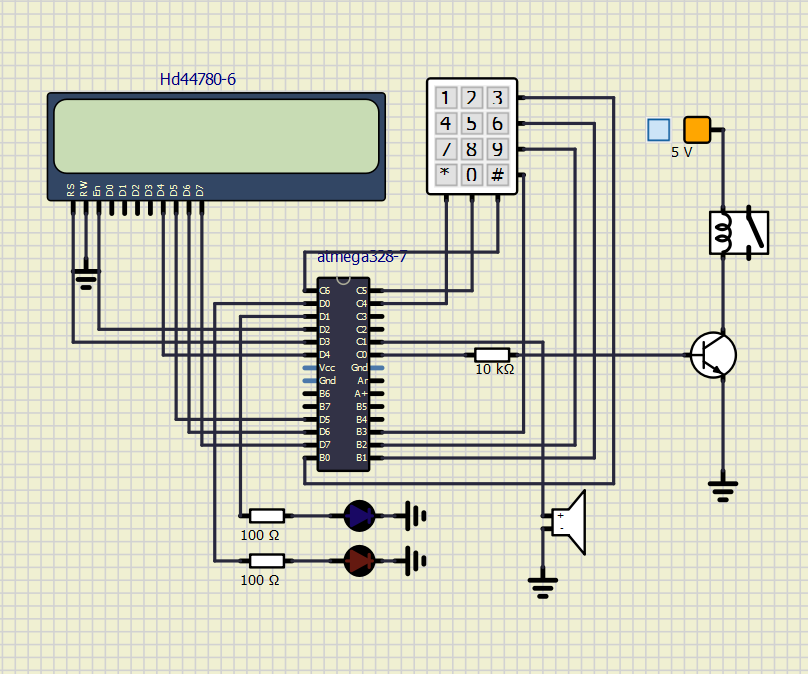 Hd44780-6
RS RW En D0 D1 D2 D3 D4 D5 D6 D7
1 2 3
4 5 6
7 8 9
* 0 #
5 V
atmega328-7
C6 C5
D0 C4
D1 C3
D2 C2
D3 C1
D4 C0
Vcc Gnd
Gnd Ar
B6 A+
B7 B5
D5 B4
D6 B3
D7 B2
B0 B1
10 kΩ
100 Ω
+
-
100 Ω